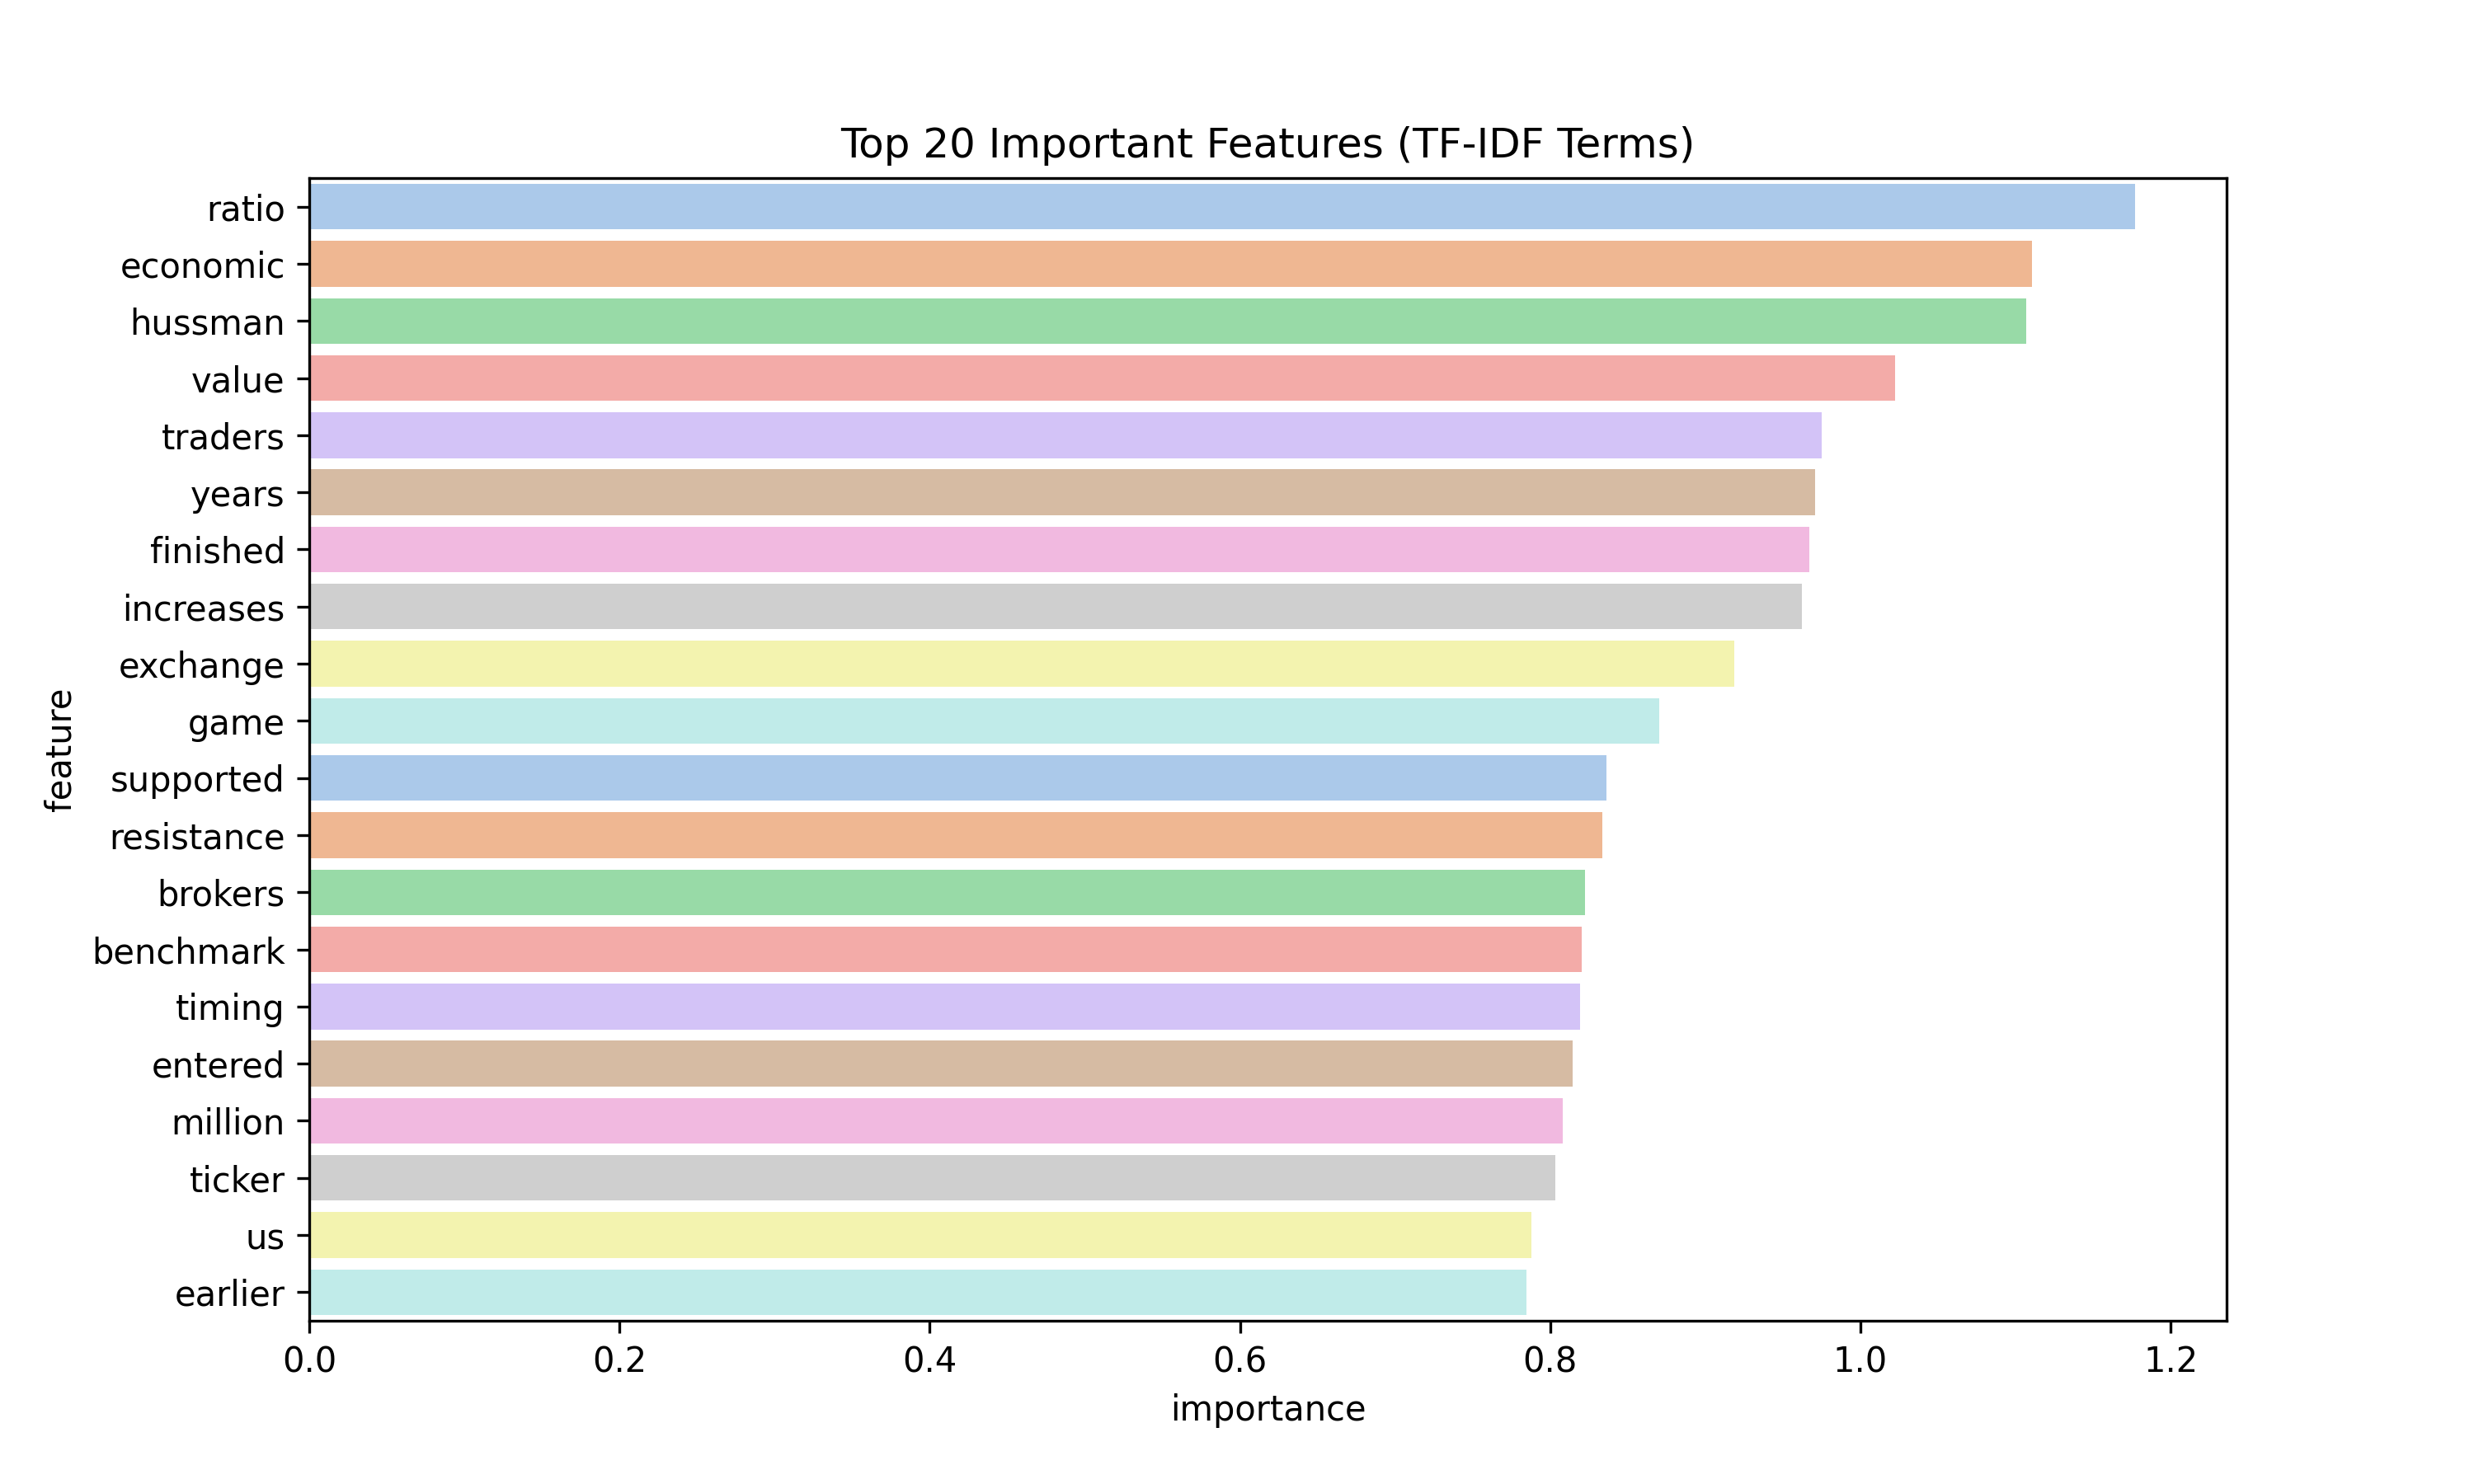 Top 20 Important Features (TF-IDF Terms)
ratio
economic
hussman
value
traders
years
finished
increases
exchange
game
supported
resistance
brokers
benchmark
timing
entered
million
ticker
us
earlier
feature
0.0 0.2 0.4 0.6 0.8 1.0 1.2
importance